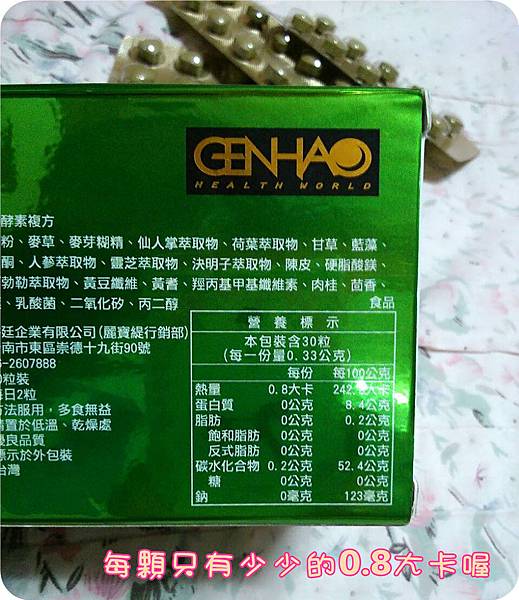 GENHAO
HEALTH WORLD
酵素複方
粉、麥草、麥芽糊精、仙人掌萃取物、荷葉萃取物、甘草、藍藻、
酮、人蔘萃取物、靈芝萃取物、決明子萃取物、陳皮、硬脂酸鎂、
勃勒萃取物、黃豆纖維、黃耆、羥丙基甲基纖維素、肉桂、茴香、
、乳酸菌、二氧化矽、丙二醇
食品
廷企業有限公司(麗寶緹行銷部)
南市東區崇德十九街90號
6-2607888
0粒裝
每日2粒
方法服用，多食無益
請置於低溫、乾燥處
優良品質
標示於外包裝
台灣
營養標示
本包裝含30粒
(每一份量0.33公克)
每份 每100公克
熱量 0.8大卡 242.8大卡
蛋白質 0公克 8.4公克
脂肪 0公克 0.2公克
飽和脂肪 0公克 0公克
反式脂肪 0公克 0公克
碳水化合物 0.2公克 52.4公克
糖 0公克 0公克
鈉 0毫克 123毫克
每顆只有少少的0.8大卡喔